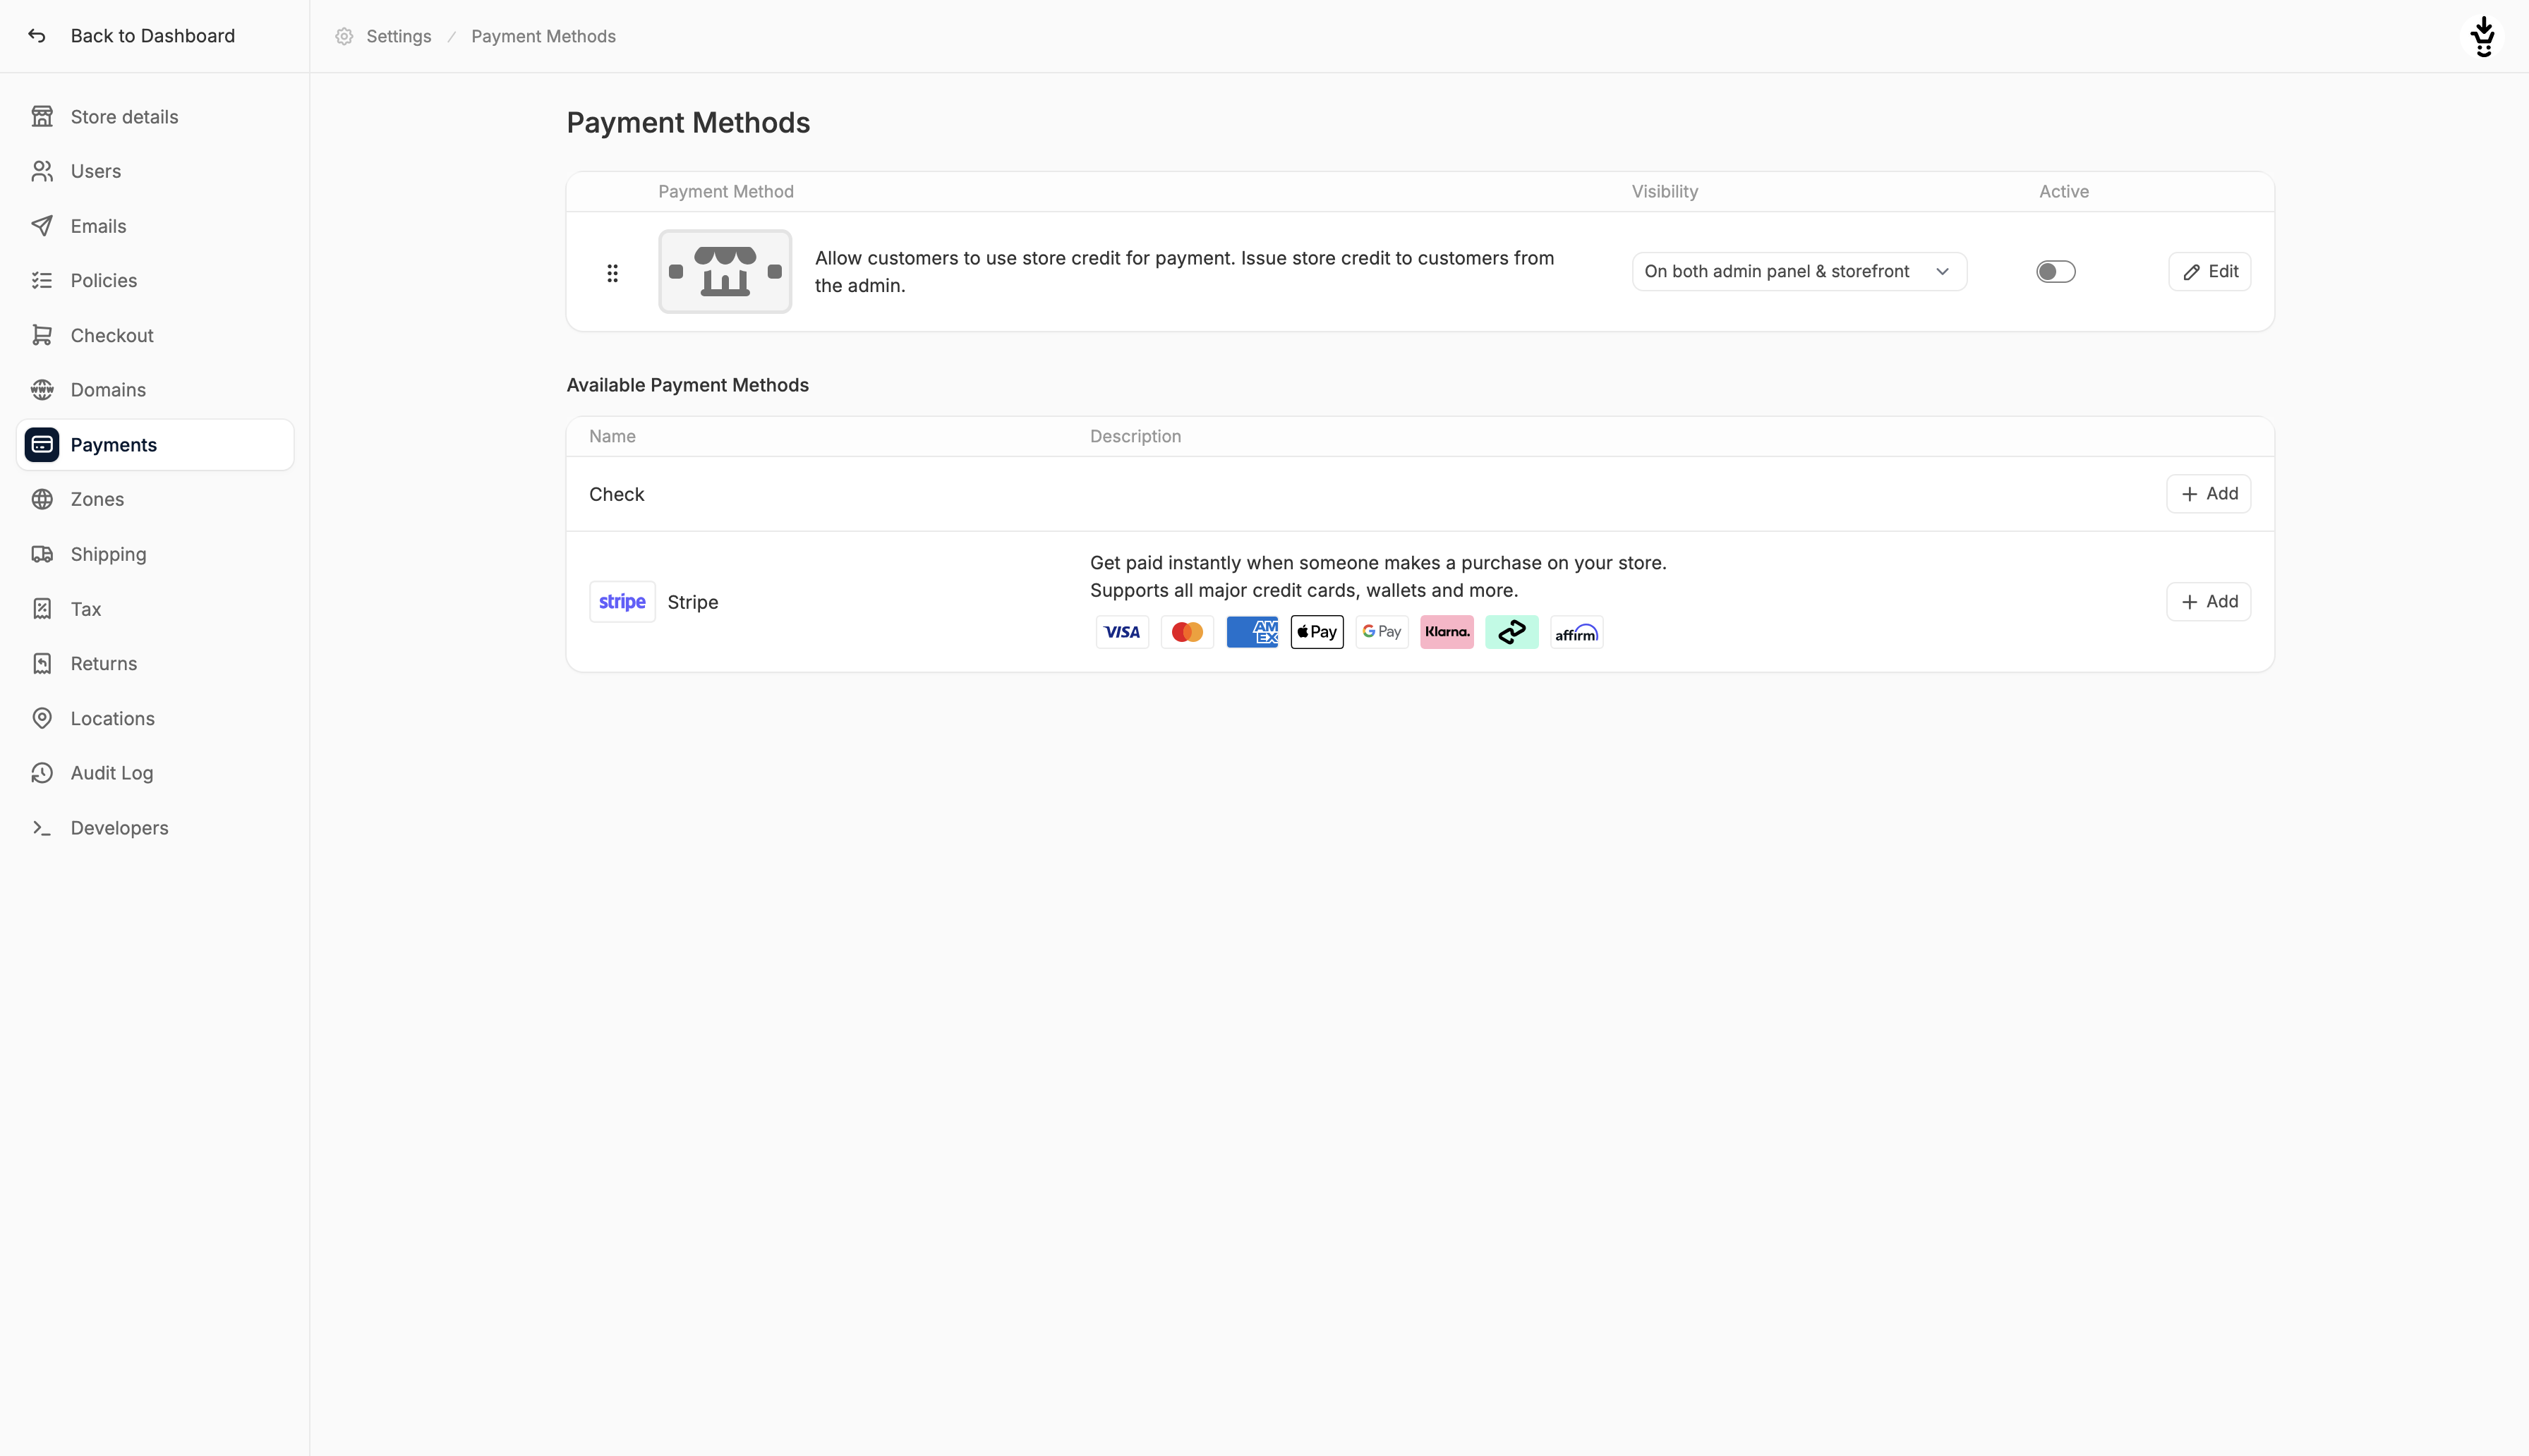 Back to Dashboard
Settings / Payment Methods
Store details
Users
Emails
Policies
Checkout
Domains
Payments
Zones
Shipping
Tax
Returns
Locations
Audit Log
Developers
Payment Methods
Payment Method Visibility Active
Allow customers to use store credit for payment. Issue store credit to customers from
the admin.
On both admin panel & storefront
Edit
Available Payment Methods
Name Description
Check
Add
stripe
Stripe
Get paid instantly when someone makes a purchase on your store.
Supports all major credit cards, wallets and more.
VISA AM EX Pay G Pay Klarna. affirm
Add